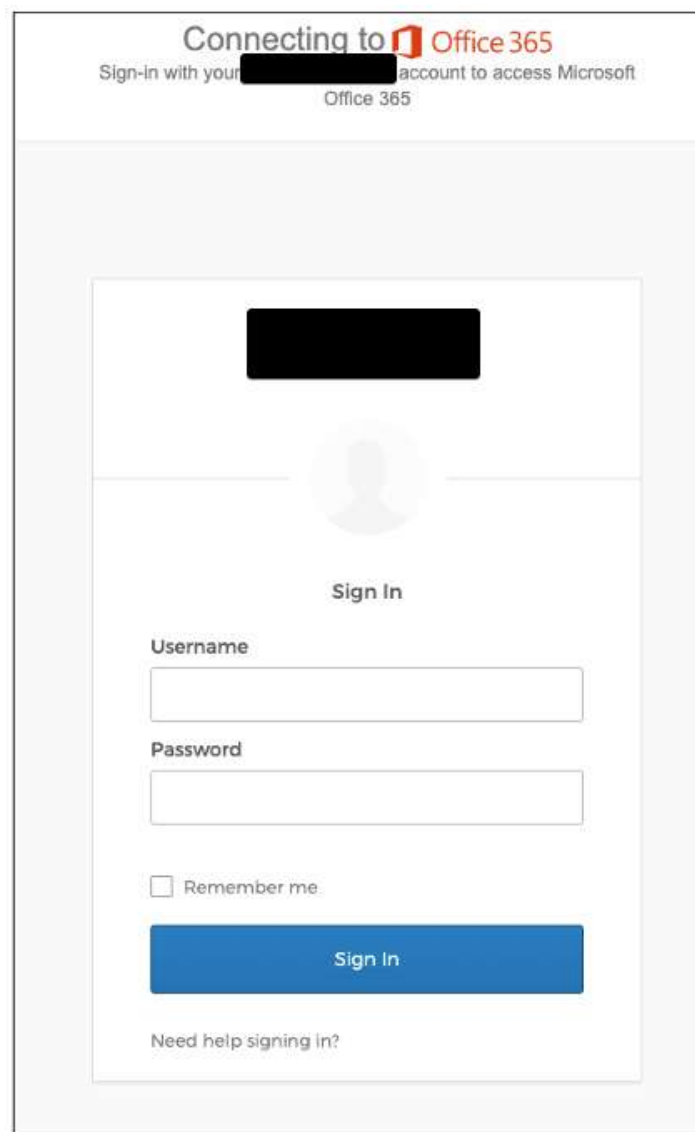 Connecting to Office 365
Sign-in with your account to access Microsoft
Office 365
Sign In
Username
Password
Remember me
Sign In
Need help signing in?